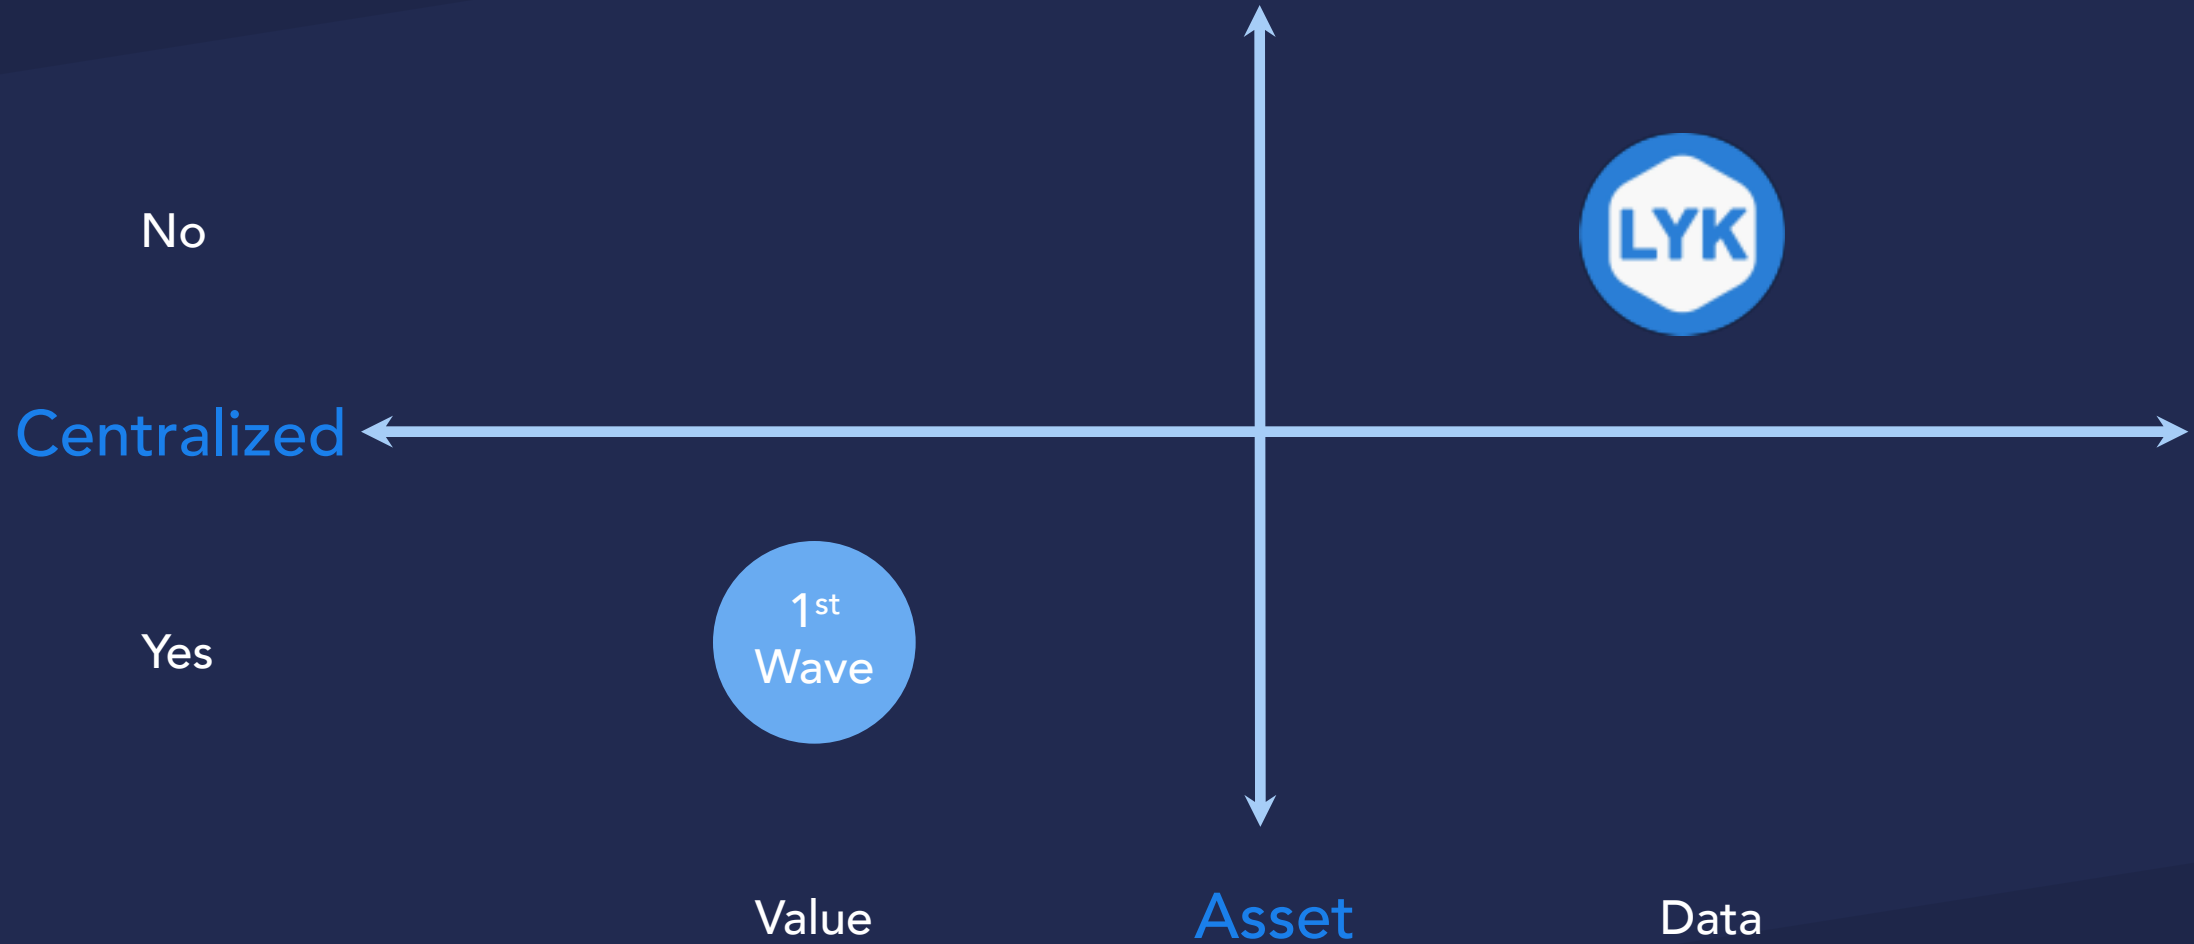 No
LYK
Centralized
1st
Wave
Yes
Value
Asset
Data